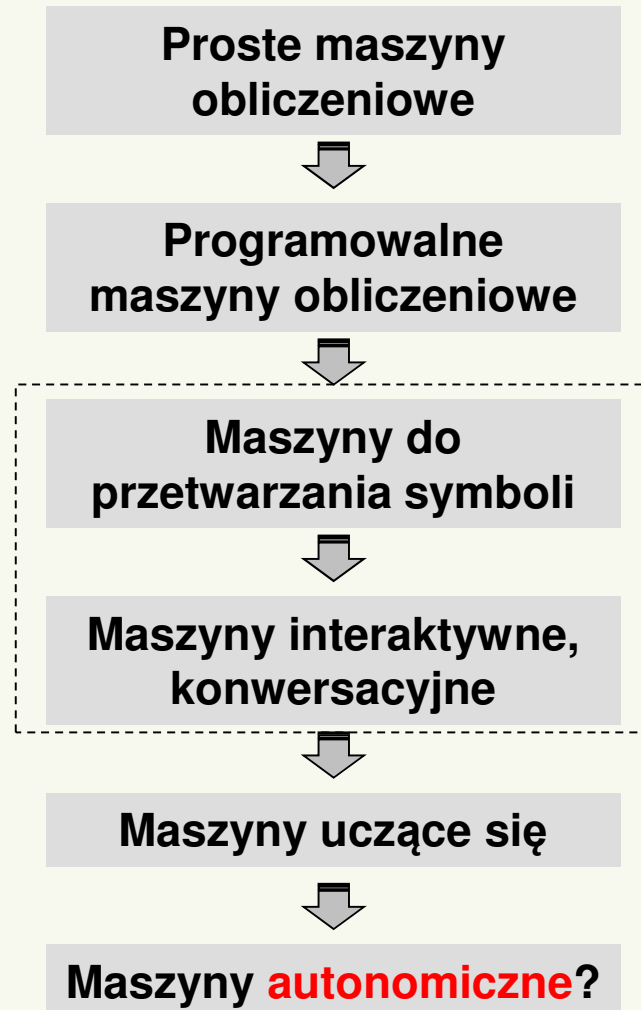 Proste maszyny
obliczeniowe
Programowalne
maszyny obliczeniowe
Maszyny do
przetwarzania symboli
Maszyny interaktywne,
konwersacyjne
Maszyny uczące się
Maszyny autonomiczne?